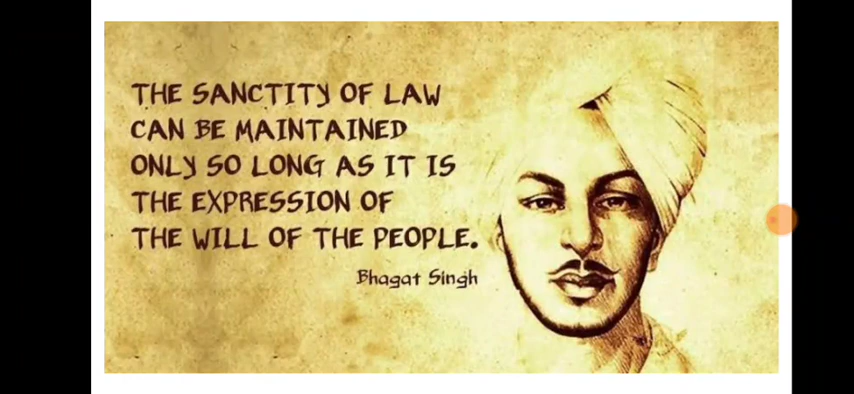 THE SANCTITY OF LAW
CAN BE MAINTAINED
ONLY SO LONG AS IT IS
THE EXPRESSION OF
THE WILL OF THE PEOPLE.
Bhagat Singh